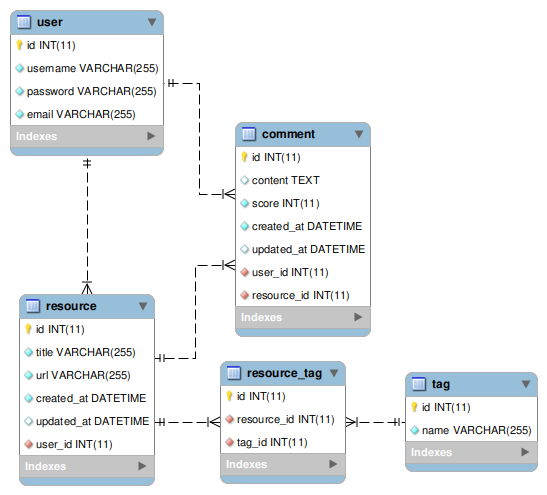 user
id INT(11)
username VARCHAR(255)
password VARCHAR(255)
email VARCHAR(255)
Indexes
comment
id INT(11)
content TEXT
score INT(11)
created_at DATETIME
updated_at DATETIME
user_id INT(11)
resource_id INT(11)
Indexes
resource
id INT(11)
title VARCHAR(255)
url VARCHAR(255)
created_at DATETIME
updated_at DATETIME
user_id INT(11)
Indexes
resource_tag
id INT(11)
resource_id INT(11)
tag_id INT(11)
Indexes
tag
id INT(11)
name VARCHAR(255)
Indexes